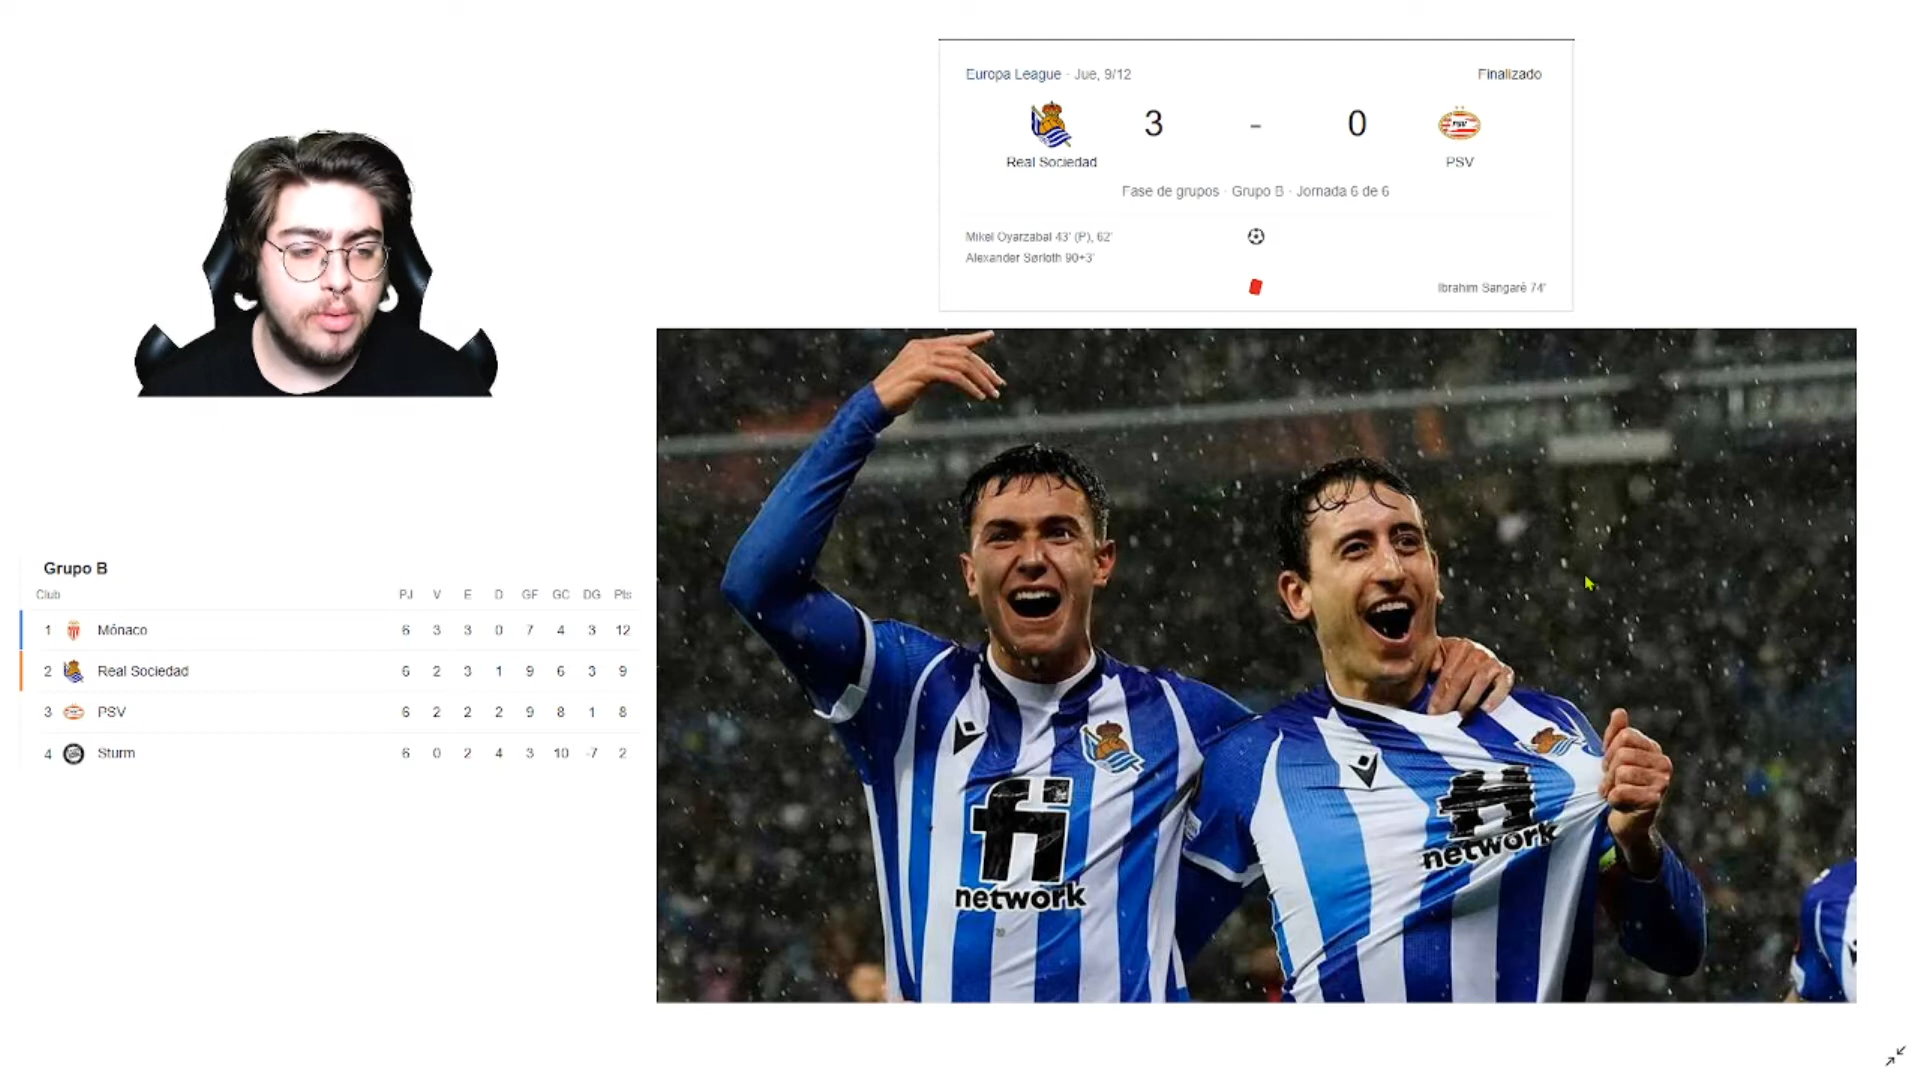 Europa League · Jue, 9/12
Finalizado
3 - 0
Real Sociedad
PSV
Fase de grupos · Grupo B · Jornada 6 de 6
Mikel Oyarzabal 43' (P), 62'
Alexander Sørloth 90+3'
Ibrahim Sangaré 74'
Grupo B
Club PJ V E D GF GC DG Pts
1 Mónaco 6 3 3 0 7 4 3 12
2 Real Sociedad 6 2 3 1 9 6 3 9
3 PSV 6 2 2 2 9 8 1 8
4 Sturm 6 0 2 4 3 10 -7 2
fi
network
fi
network